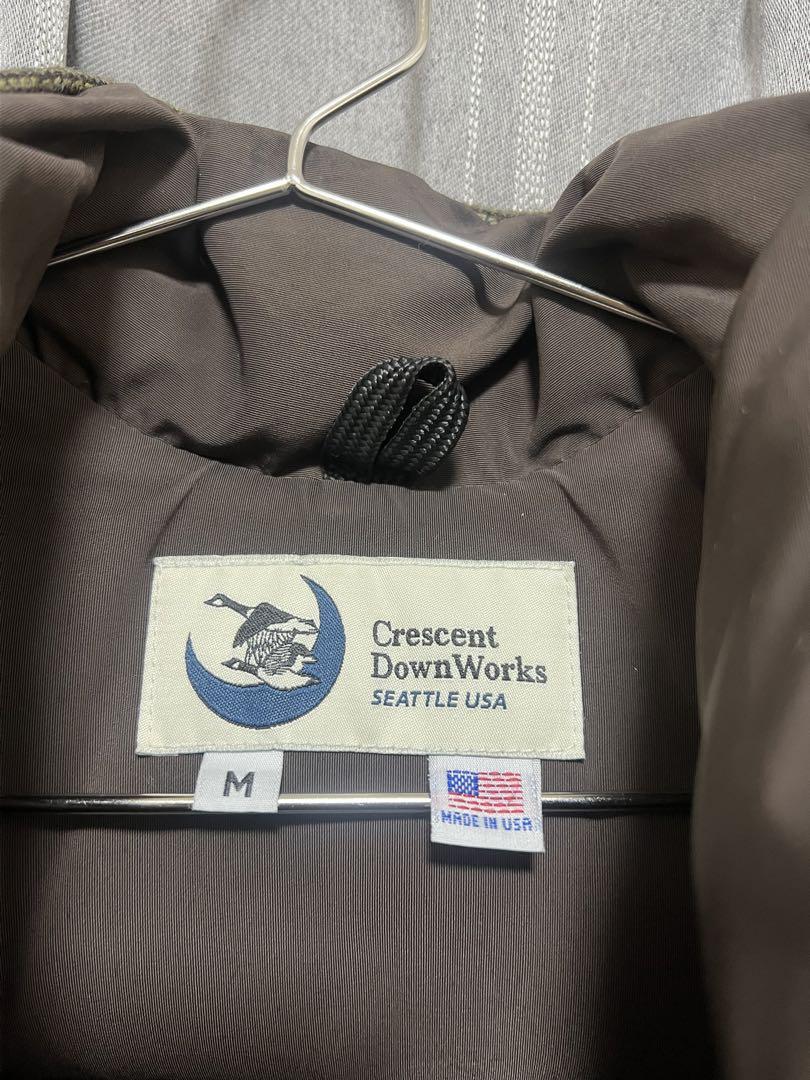 Crescent
DownWorks
SEATTLE USA
M
MADE IN USA